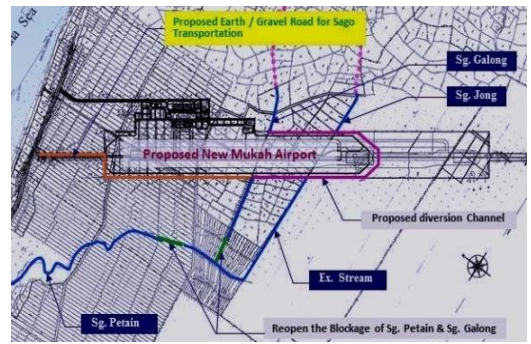 Proposed Earth / Gravel Road for Sago
Transportation
Sea
Sg. Galong
Sg. Jong
Proposed New Mukah Airport
Proposed diversion Channel
Ex. Stream
Sg. Petain
Reopen the Blockage of Sg. Petain & Sg. Galong